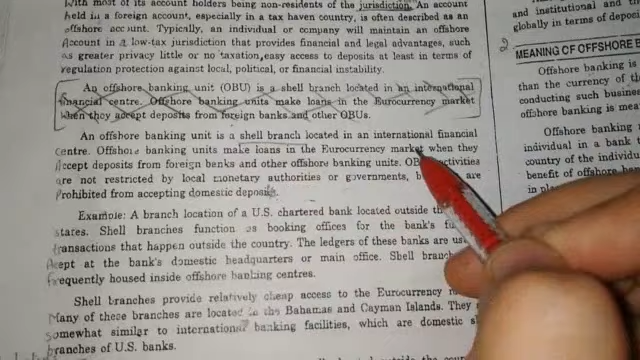 With most of its account holders being non-residents of the jurisdiction. An account
held in a foreign account, especially in a tax haven country, is often described as an
offshore account. Typically, an individual or company will maintain an offshore
Account in a low-tax jurisdiction that provides financial and legal advantages, such
as greater privacy little or no taxation, easy access to deposits at least in terms of
regulation protection against local, political, or financial instability.
An offshore banking unit (OBU) is a shell branch located in an international
financial centre. Offshore banking units make loans in the Eurocurrency market
when they accept deposits from foreign banks and other OBUs.
An offshore banking unit is a shell branch located in an international financial
centre. Offshore banking units make loans in the Eurocurrency market when they
Accept deposits from foreign benks and other offshore banking units. activities
are not restricted by local monetary authorities or governments, are
Prohibited from accepting domestic deposits.
Example: A branch location of a U.S. chartered bank located outside
states. Shell branches function as booking offices for the bank's
transactions that happen outside the country. The ledgers of these banks are
kept at the bank's domestic headquarters or main office. Shell
frequently housed inside offshore banking centres.
Shell branches provide relatively cheap access to the Eurocurrency
Many of these branches are located in the Bahamas and Cayman Islands. They
somewhat similar to international banking facilities, which are domestic
branches of U.S. banks.
and institutional and
globally in terms of
2
MEANING OF OFFSHORE
Offshore banking is
than the currency of
conducting such
offshore banking is
Offshore banking
individual in a bank
country of the
benefit of offshore
in